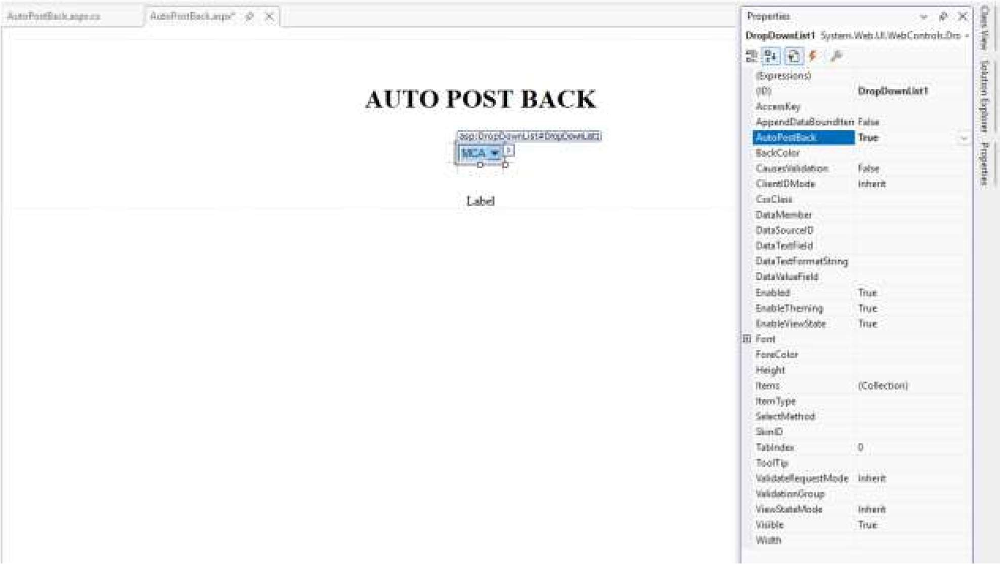 AutoPostBack.aspx.cs
AutoPostBack.aspx*
AUTO POST BACK
asp:DropDownList#DropDownList1
MCA
Label
Properties
DropDownList1 System.Web.UI.WebControls.Dro
(Expressions)
(ID) DropDownList1
AccessKey
AppendDataBoundItem False
AutoPostBack True
BackColor
CausesValidation False
ClientIDMode Inherit
CssClass
DataMember
DataSourceID
DataTextField
DataTextFormatString
DataValueField
Enabled True
EnableTheming True
EnableViewState True
Font
ForeColor
Height
Items (Collection)
ItemType
SelectMethod
SkinID
TabIndex 0
ToolTip
ValidateRequestMode Inherit
ValidationGroup
ViewStateMode Inherit
Visible True
Width
Class View
Solution Explorer
Properties